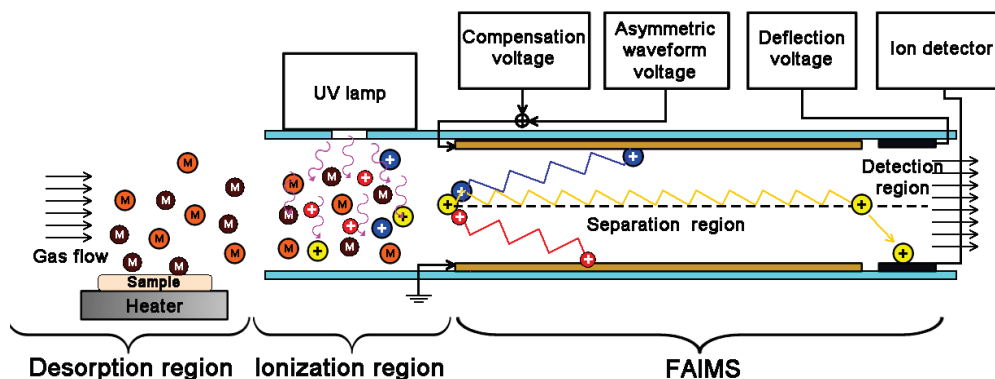 Compensation
voltage
Asymmetric
waveform
voltage
Deflection
voltage
Ion detector
UV lamp
M
M
M
M
M
M
M
M
M
Gas flow
Sample
Heater
+
M
+
M
M
M
+
M
+
+
+
M
M
+
+
+
+
+
+
+
+
Separation region
Detection
region
Desorption region
Ionization region
FAIMS